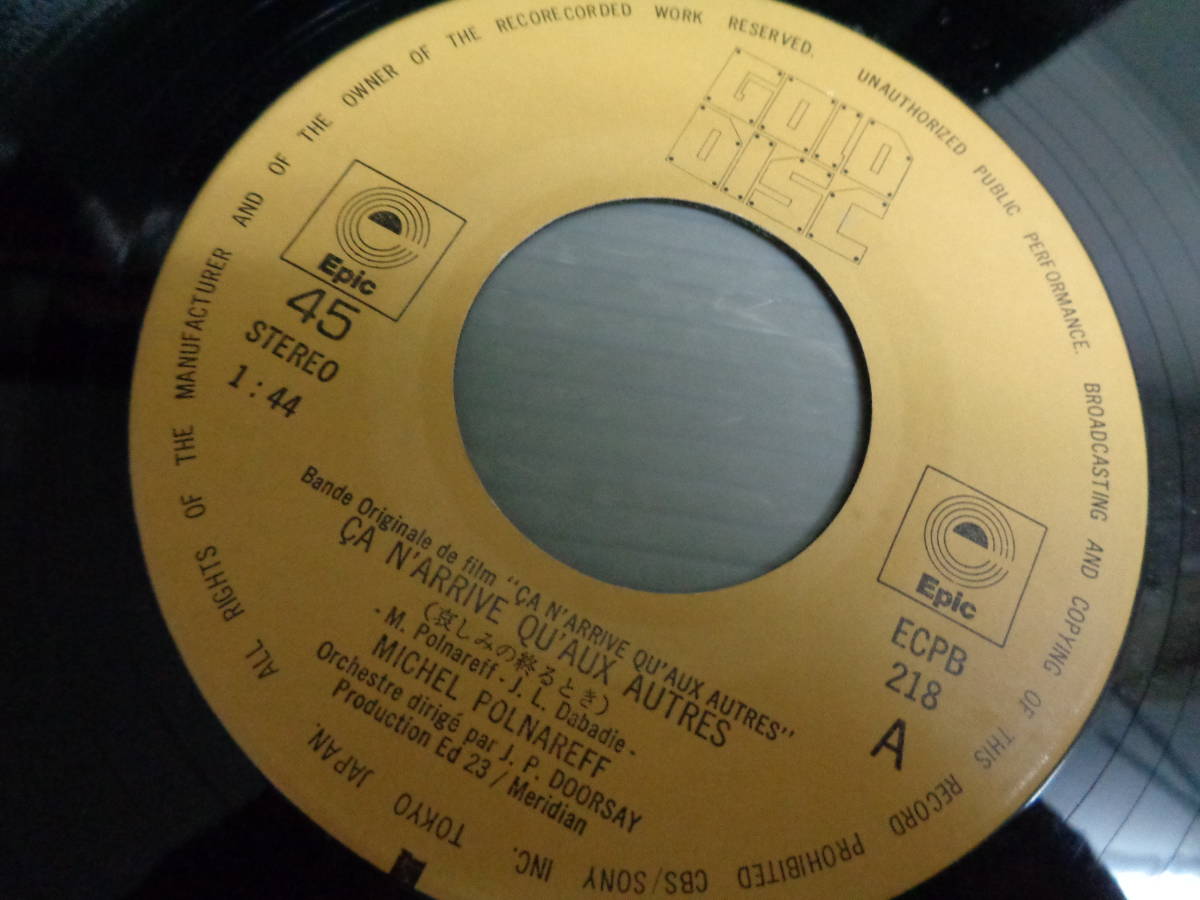 GOLD
DISC
Epic
45
STEREO
1:44
Epic
ECPB
218
A
Bande Originale de film "ÇA N'ARRIVE QU'AUX AUTRES"
ÇA N'ARRIVE QU'AUX AUTRES
(哀しみの終るとき)
- M. Polnareff - J. L. Dabadie -
MICHEL POLNAREFF
Orchestre dirigé par J. P. DOORSAY
Production Ed 23 / Meridian
ALL RIGHTS OF THE MANUFACTURER AND OF THE OWNER OF THE RECORECORDED WORK RESERVED. UNAUTHORIZED PUBLIC PERFORMANCE. BROADCASTING AND COPYING OF THIS RECORD PROHIBITED CBS/SONY INC. TOKYO JAPAN.